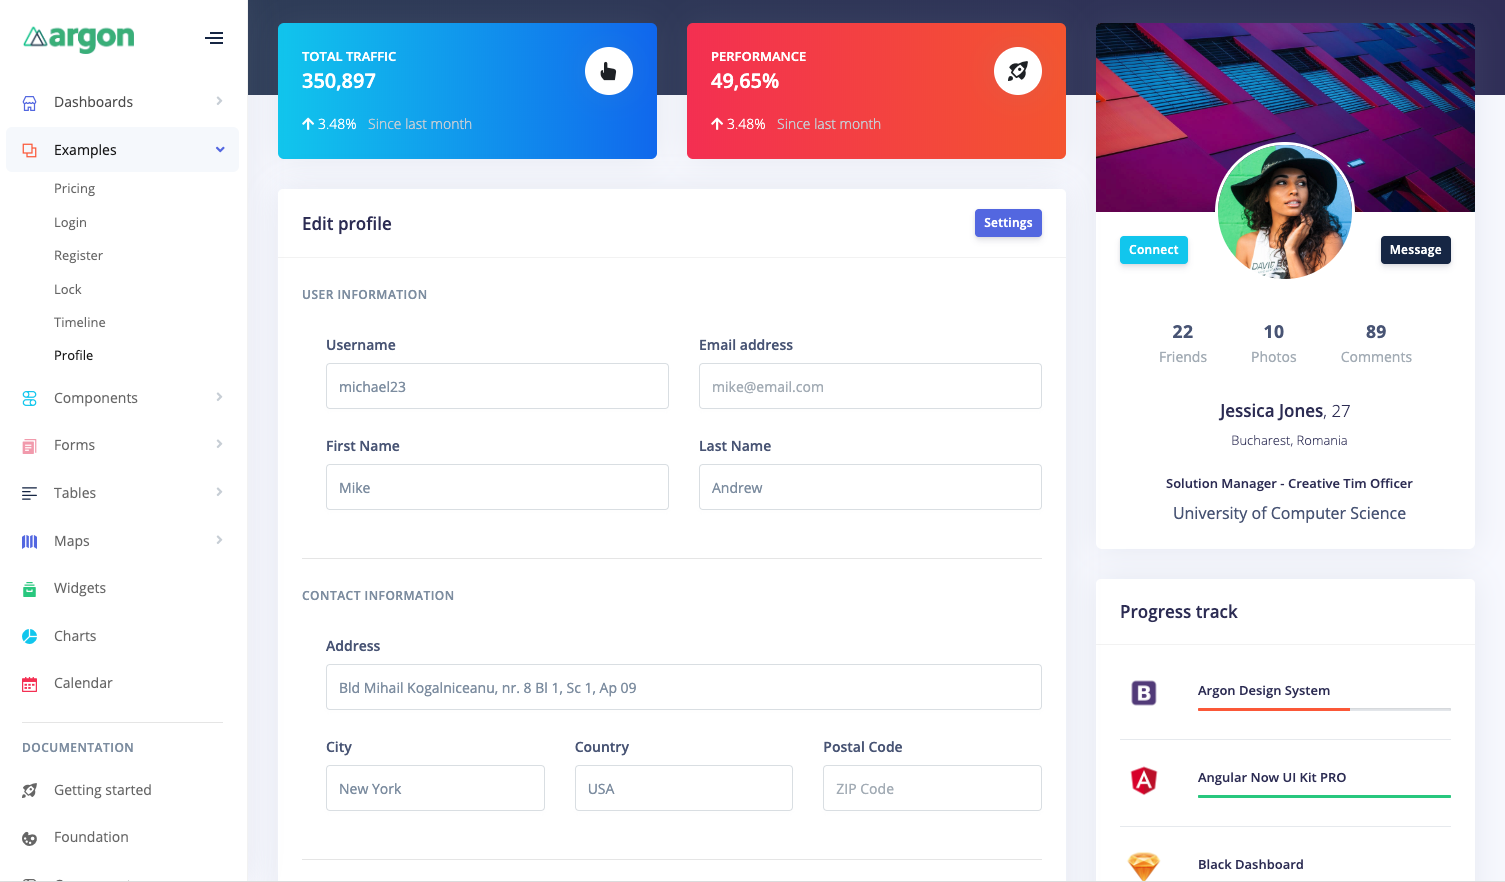 argon
Dashboards
Examples
Pricing
Login
Register
Lock
Timeline
Profile
Components
Forms
Tables
Maps
Widgets
Charts
Calendar
DOCUMENTATION
Getting started
Foundation
TOTAL TRAFFIC
350,897
3.48% Since last month
PERFORMANCE
49,65%
3.48% Since last month
Edit profile
Settings
USER INFORMATION
Username
michael23
Email address
mike@email.com
First Name
Mike
Last Name
Andrew
CONTACT INFORMATION
Address
Bld Mihail Kogalniceanu, nr. 8 Bl 1, Sc 1, Ap 09
City
New York
Country
USA
Postal Code
ZIP Code
Connect
Message
22
Friends
10
Photos
89
Comments
Jessica Jones, 27
Bucharest, Romania
Solution Manager - Creative Tim Officer
University of Computer Science
Progress track
B
Argon Design System
A
Angular Now UI Kit PRO
Black Dashboard